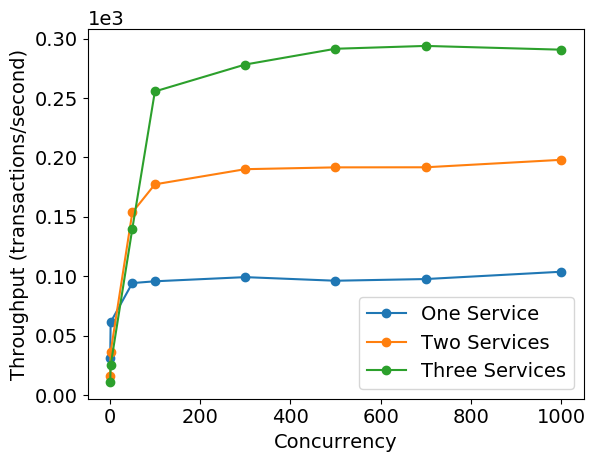 1e3
0.30
0.25
0.20
0.15
0.10
0.05
0.00
Throughput (transactions/second)
One Service
Two Services
Three Services
0 200 400 600 800 1000
Concurrency